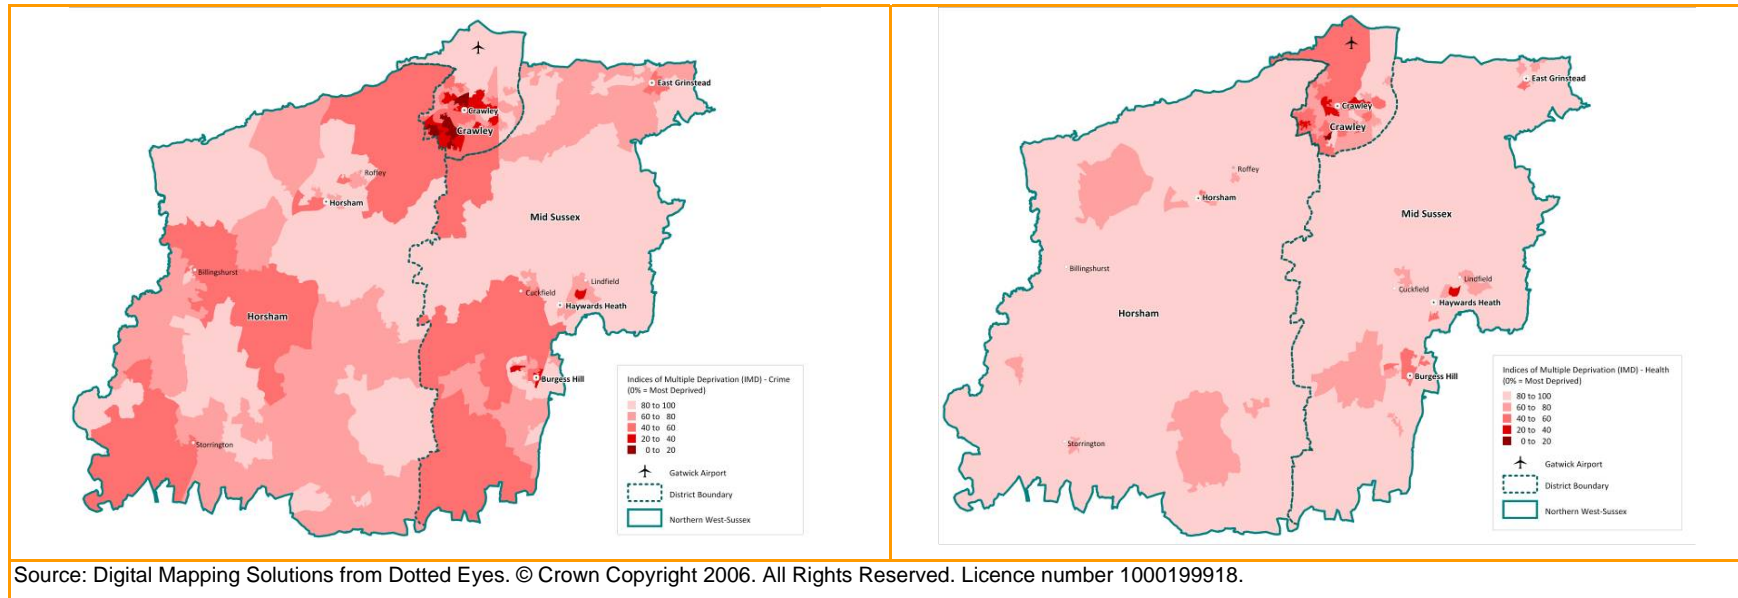 East Grinstead
Crawley
Crawley
Roffey
Horsham
Mid Sussex
Billingshurst
Lindfield
Cuckfield
Haywards Heath
Horsham
Burgess Hill
Storrington
Indices of Multiple Deprivation (IMD) - Crime
(0% = Most Deprived)
80 to 100
60 to 80
40 to 60
20 to 40
0 to 20
Gatwick Airport
District Boundary
Northern West-Sussex
East Grinstead
Crawley
Crawley
Roffey
Horsham
Mid Sussex
Billingshurst
Lindfield
Cuckfield
Haywards Heath
Horsham
Burgess Hill
Storrington
Indices of Multiple Deprivation (IMD) - Health
(0% = Most Deprived)
80 to 100
60 to 80
40 to 60
20 to 40
0 to 20
Gatwick Airport
District Boundary
Northern West-Sussex
Source: Digital Mapping Solutions from Dotted Eyes. © Crown Copyright 2006. All Rights Reserved. Licence number 1000199918.